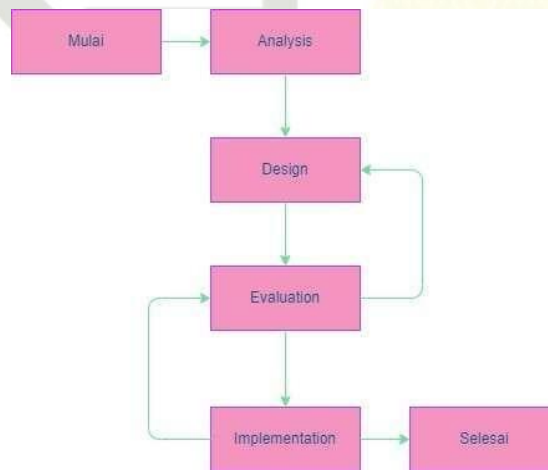 Mulai
Analysis
Design
Evaluation
Implementation
Selesai